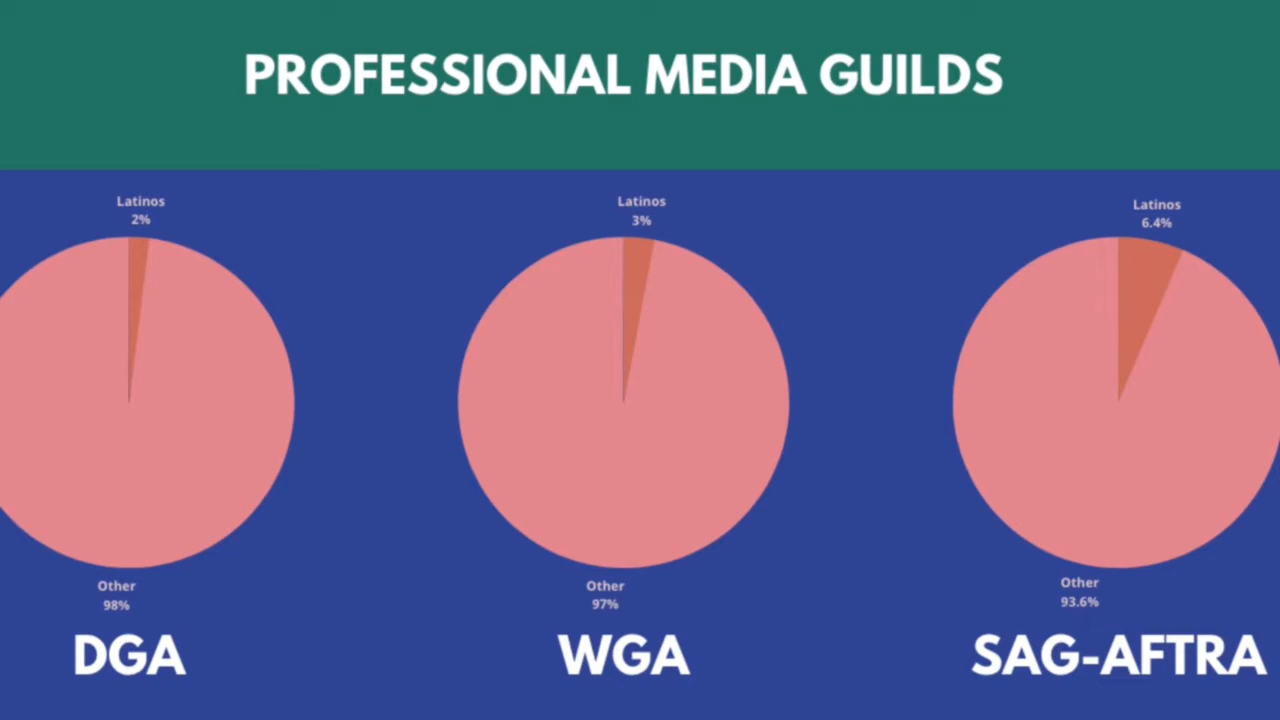 PROFESSIONAL MEDIA GUILDS
Latinos
2%
Other
98%
DGA
Latinos
3%
Other
97%
WGA
Latinos
6.4%
Other
93.6%
SAG-AFTRA